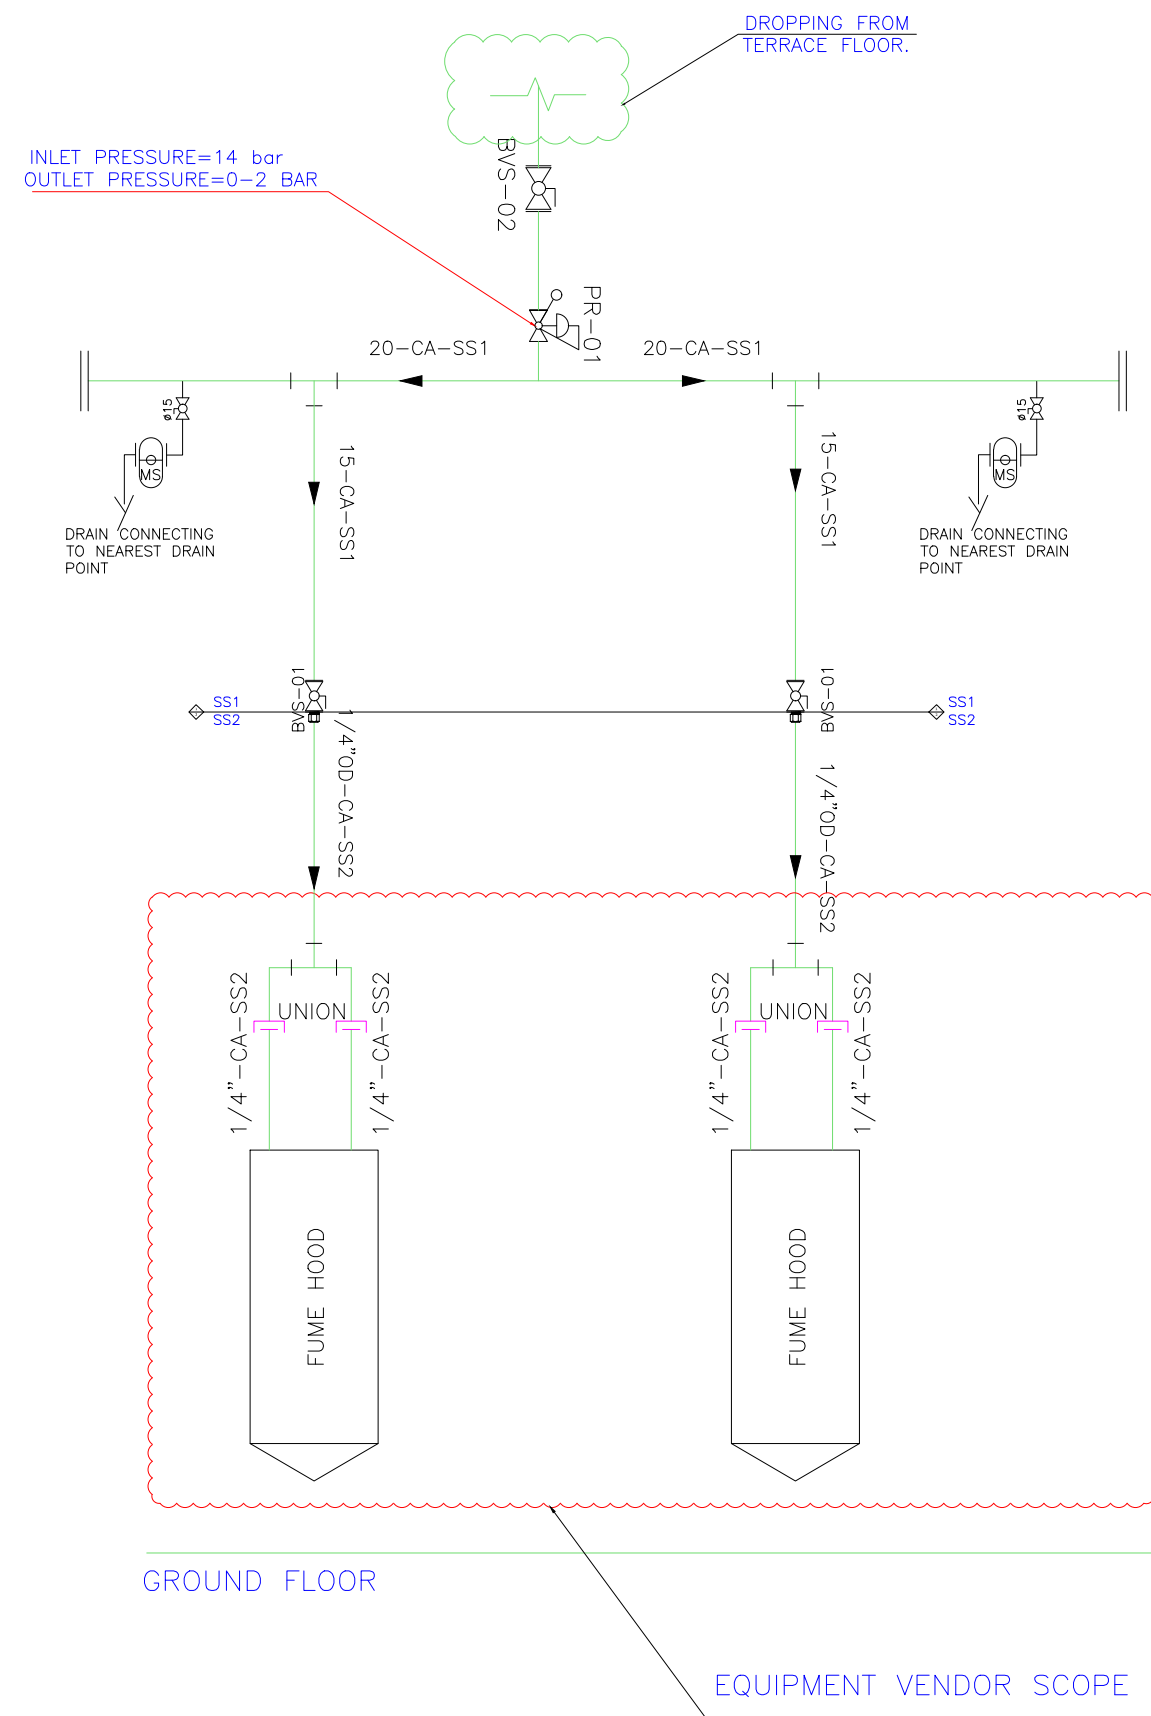 DROPPING FROM
TERRACE FLOOR.
INLET PRESSURE=14 bar
OUTLET PRESSURE=0-2 BAR
BVS-02
PR-01
20-CA-SS1
20-CA-SS1
ø15
ø15
MS
MS
15-CA-SS1
15-CA-SS1
DRAIN CONNECTING
TO NEAREST DRAIN
POINT
DRAIN CONNECTING
TO NEAREST DRAIN
POINT
BVS-01
BVS-01
SS1
SS2
SS1
SS2
1/4"OD-CA-SS2
1/4"OD-CA-SS2
1/4"-CA-SS2
UNION
1/4"-CA-SS2
1/4"-CA-SS2
UNION
1/4"-CA-SS2
FUME HOOD
FUME HOOD
GROUND FLOOR
EQUIPMENT VENDOR SCOPE